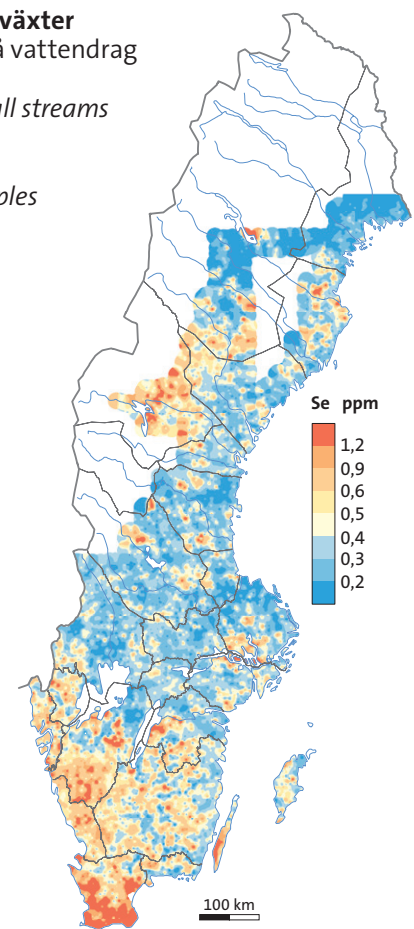 växter
å vattendrag
ll streams
ples
Se ppm
1,2
0,9
0,6
0,5
0,4
0,3
0,2
100 km